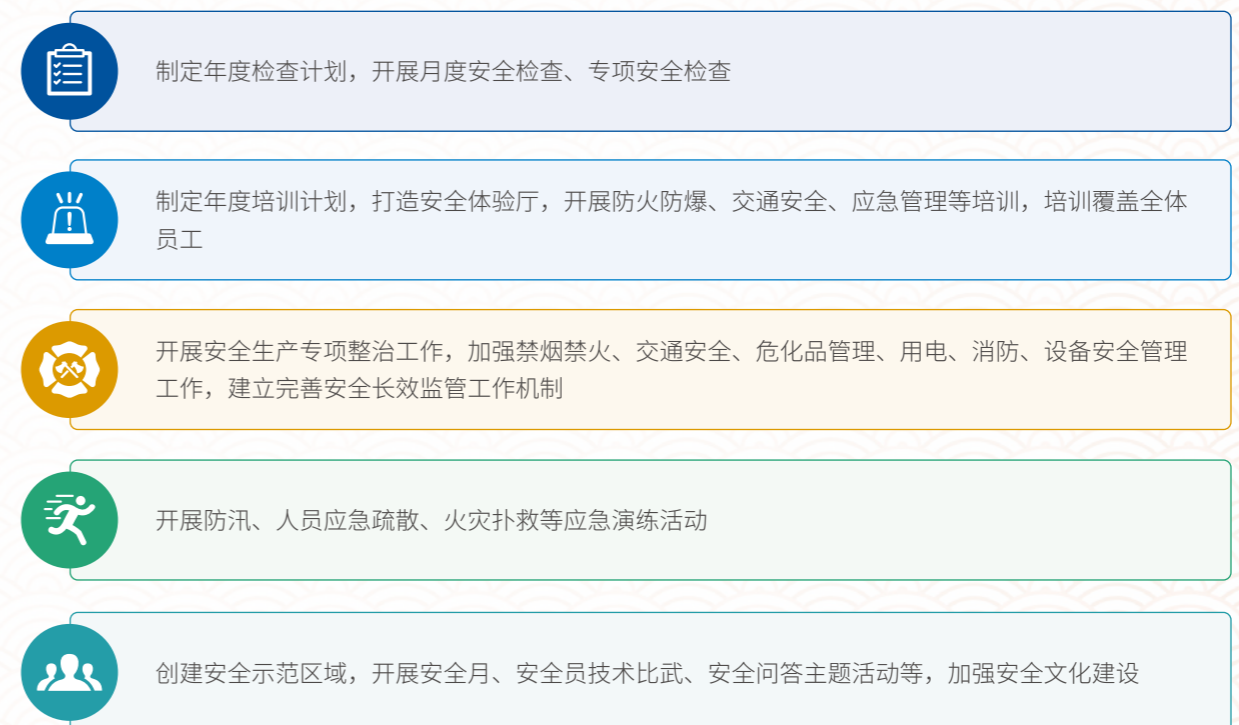 制定年度检查计划，开展月度安全检查、专项安全检查
制定年度培训计划，打造安全体验厅，开展防火防爆、交通安全、应急管理等培训，培训覆盖全体
员工
开展安全生产专项整治工作，加强禁烟禁火、交通安全、危化品管理、用电、消防、设备安全管理
工作，建立完善安全长效监管工作机制
开展防汛、人员应急疏散、火灾扑救等应急演练活动
创建安全示范区域，开展安全月、安全员技术比武、安全问答主题活动等，加强安全文化建设